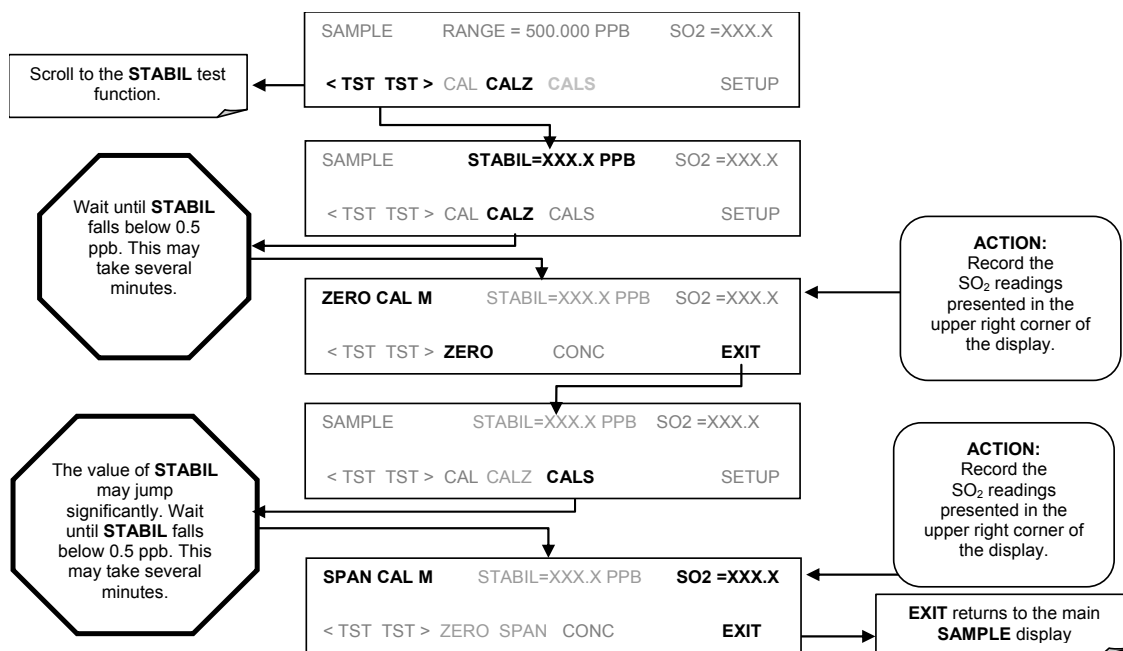 SAMPLE RANGE = 500.000 PPB SO2 =XXX.X
Scroll to the STABIL test
function.
< TST TST > CAL CALZ CALS SETUP
SAMPLE STABIL=XXX.X PPB SO2 =XXX.X
< TST TST > CAL CALZ CALS SETUP
Wait until STABIL
falls below 0.5
ppb. This may
take several
minutes.
ZERO CAL M STABIL=XXX.X PPB SO2 =XXX.X
< TST TST > ZERO CONC EXIT
ACTION:
Record the
SO₂ readings
presented in the
upper right corner of
the display.
SAMPLE STABIL=XXX.X PPB SO2 =XXX.X
< TST TST > CAL CALZ CALS SETUP
The value of STABIL
may jump
significantly. Wait
until STABIL falls
below 0.5 ppb. This
may take several
minutes.
ACTION:
Record the
SO₂ readings
presented in the
upper right corner of
the display.
SPAN CAL M STABIL=XXX.X PPB SO2 =XXX.X
< TST TST > ZERO SPAN CONC EXIT
EXIT returns to the main
SAMPLE display